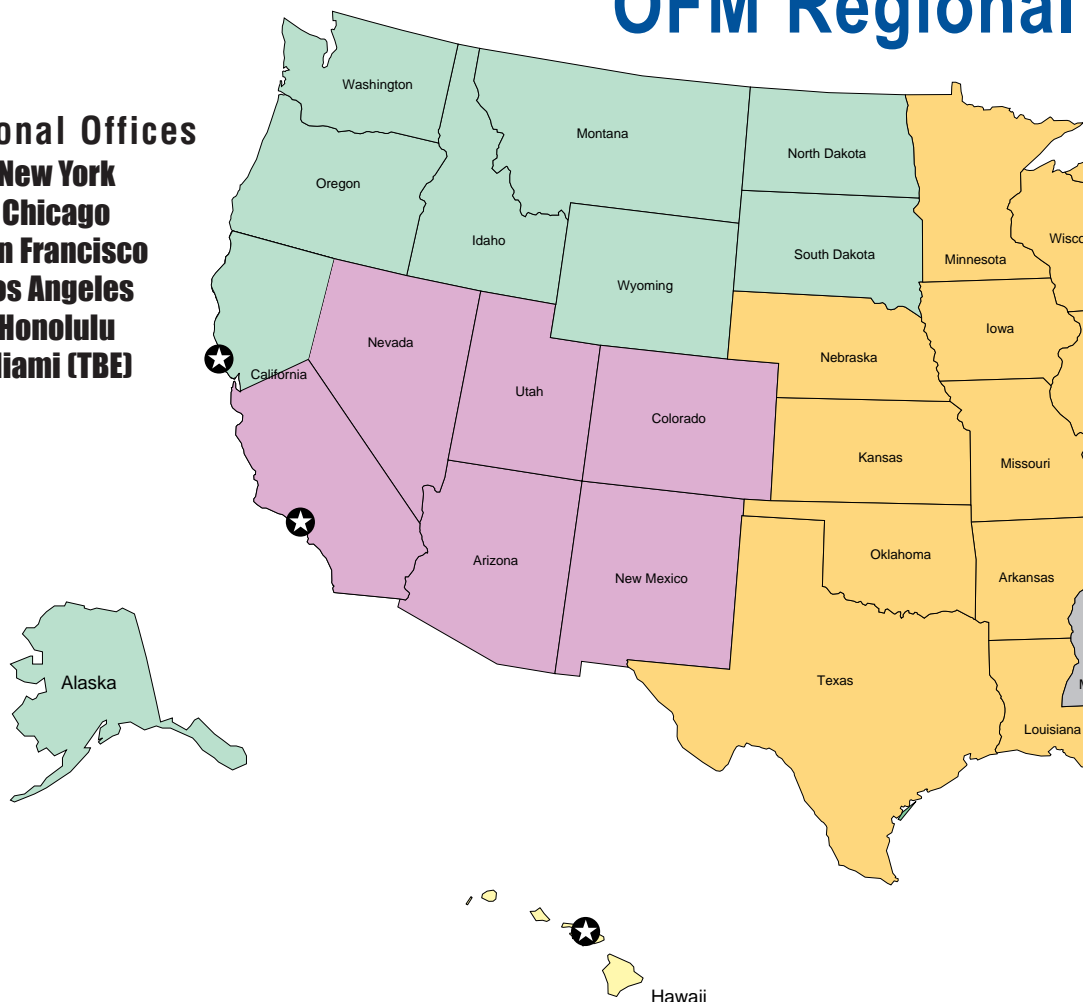 OFM Regional
onal Offices
New York
Chicago
n Francisco
os Angeles
Honolulu
iami (TBE)
Washington
Montana
North Dakota
Oregon
Idaho
South Dakota
Minnesota
Wisco
Wyoming
Nevada
Iowa
Nebraska
California
Utah
Colorado
Kansas
Missouri
Arizona
New Mexico
Oklahoma
Arkansas
Alaska
Texas
Louisiana
Hawaii